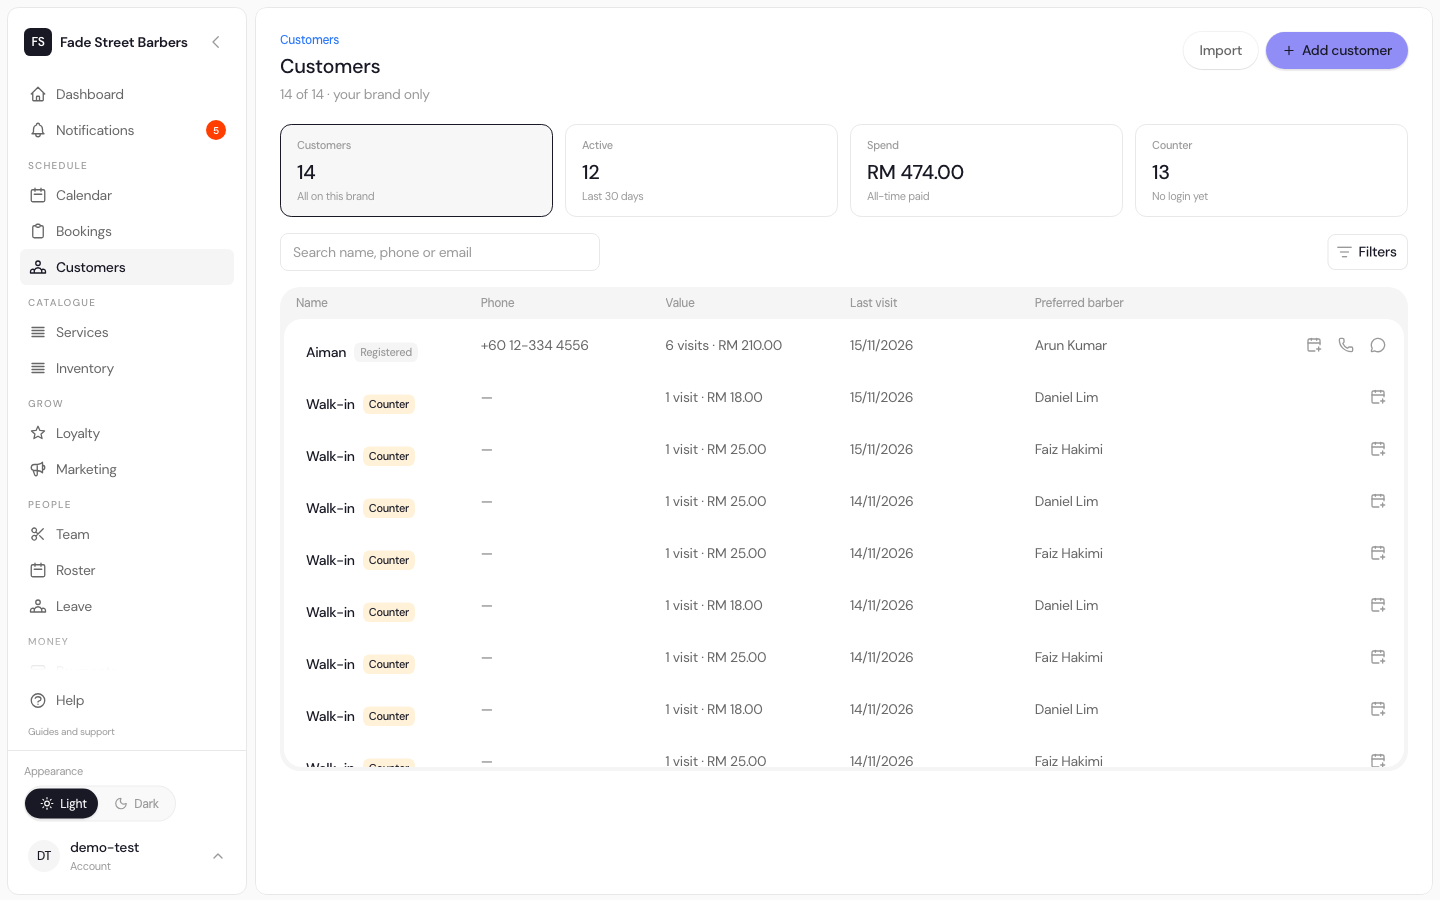 FS Fade Street Barbers
Dashboard
Notifications 5
SCHEDULE
Calendar
Bookings
Customers
CATALOGUE
Services
Inventory
GROW
Loyalty
Marketing
PEOPLE
Team
Roster
Leave
MONEY
Help
Guides and support
Appearance
Light Dark
DT demo-test
Account
Customers
Customers
14 of 14 · your brand only
Import + Add customer
Customers
14
All on this brand
Active
12
Last 30 days
Spend
RM 474.00
All-time paid
Counter
13
No login yet
Search name, phone or email
Filters
Name Phone Value Last visit Preferred barber
Aiman Registered +60 12-334 4556 6 visits · RM 210.00 15/11/2026 Arun Kumar
Walk-in Counter — 1 visit · RM 18.00 15/11/2026 Daniel Lim
Walk-in Counter — 1 visit · RM 25.00 15/11/2026 Faiz Hakimi
Walk-in Counter — 1 visit · RM 25.00 14/11/2026 Daniel Lim
Walk-in Counter — 1 visit · RM 25.00 14/11/2026 Faiz Hakimi
Walk-in Counter — 1 visit · RM 18.00 14/11/2026 Daniel Lim
Walk-in Counter — 1 visit · RM 25.00 14/11/2026 Faiz Hakimi
Walk-in Counter — 1 visit · RM 18.00 14/11/2026 Daniel Lim
Walk-in Counter — 1 visit · RM 25.00 14/11/2026 Faiz Hakimi